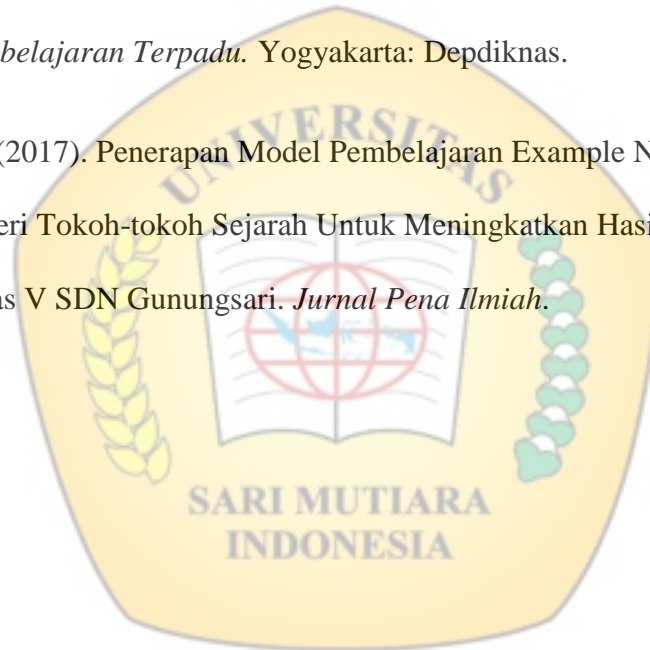 belajaran Terpadu. Yogyakarta: Depdiknas.
(2017). Penerapan Model Pembelajaran Example N
eri Tokoh-tokoh Sejarah Untuk Meningkatkan Hasi
as V SDN Gunungsari. Jurnal Pena Ilmiah.
UNIVERSITAS
SARI MUTIARA
INDONESIA